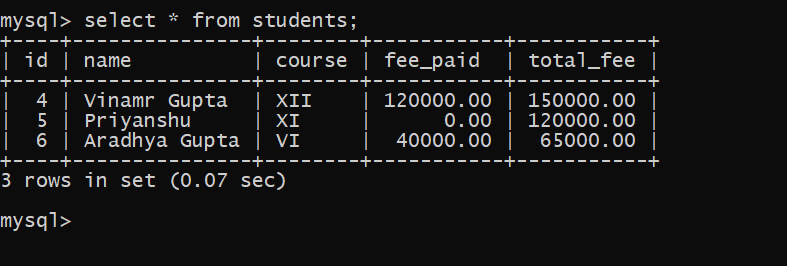 mysql> select * from students;
+----+---------------+--------+-----------+-----------+
| id | name          | course | fee_paid  | total_fee |
+----+---------------+--------+-----------+-----------+
|  4 | Vinamr Gupta  | XII    | 120000.00 | 150000.00 |
|  5 | Priyanshu     | XI     |      0.00 | 120000.00 |
|  6 | Aradhya Gupta | VI     |  40000.00 |  65000.00 |
+----+---------------+--------+-----------+-----------+
3 rows in set (0.07 sec)
mysql>